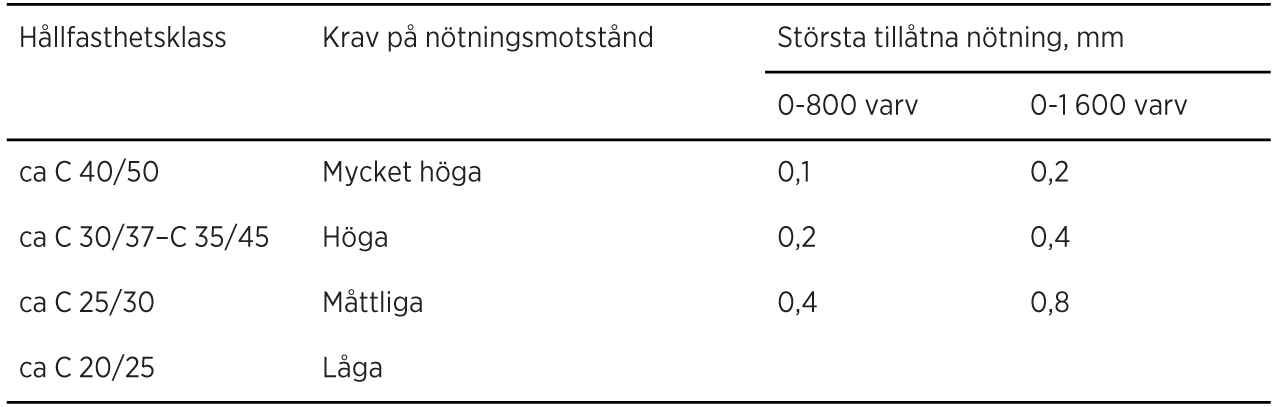 Hållfasthetsklass Krav på nötningsmotstånd Största tillåtna nötning, mm
0-800 varv 0-1 600 varv
ca C 40/50 Mycket höga 0,1 0,2
ca C 30/37–C 35/45 Höga 0,2 0,4
ca C 25/30 Måttliga 0,4 0,8
ca C 20/25 Låga